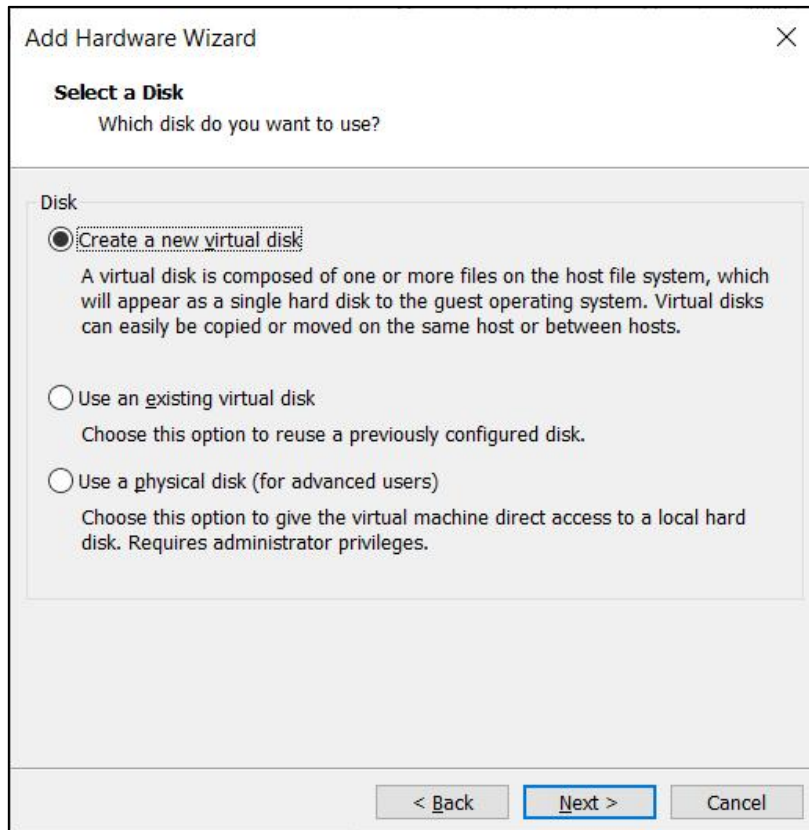 Add Hardware Wizard
Select a Disk
Which disk do you want to use?
Disk
Create a new virtual disk
A virtual disk is composed of one or more files on the host file system, which
will appear as a single hard disk to the guest operating system. Virtual disks
can easily be copied or moved on the same host or between hosts.
Use an existing virtual disk
Choose this option to reuse a previously configured disk.
Use a physical disk (for advanced users)
Choose this option to give the virtual machine direct access to a local hard
disk. Requires administrator privileges.
< Back Next > Cancel